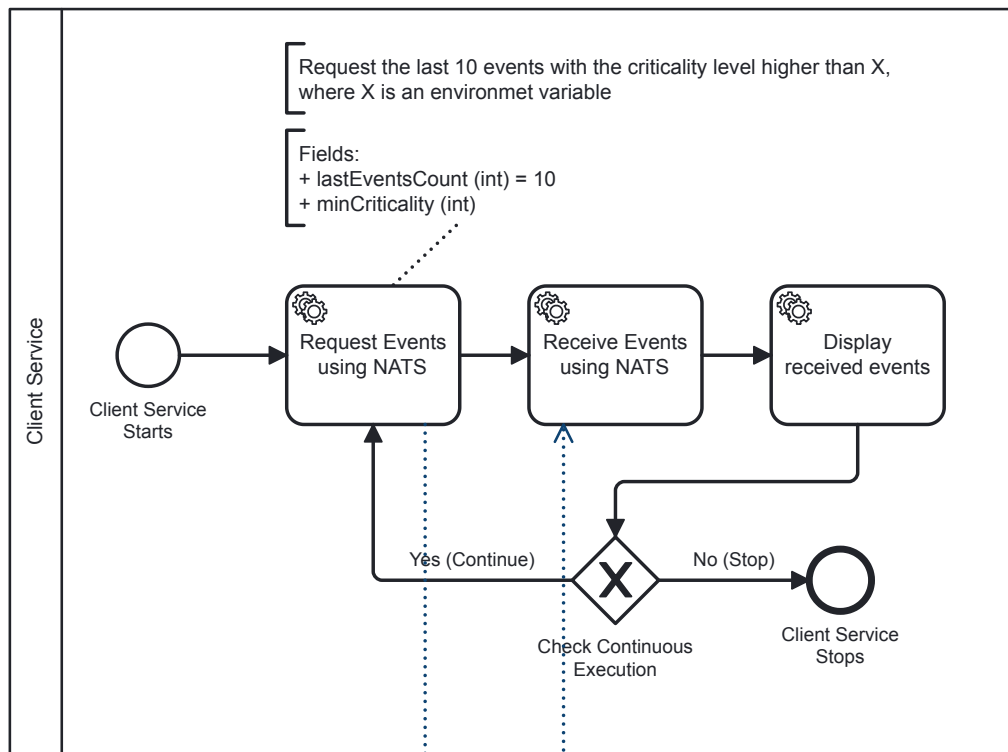 Request the last 10 events with the criticality level higher than X,
where X is an environmet variable
Fields:
+ lastEventsCount (int) = 10
+ minCriticality (int)
Client Service
Client Service
Starts
Request Events
using NATS
Receive Events
using NATS
Display
received events
Yes (Continue)
No (Stop)
X
Check Continuous
Execution
Client Service
Stops